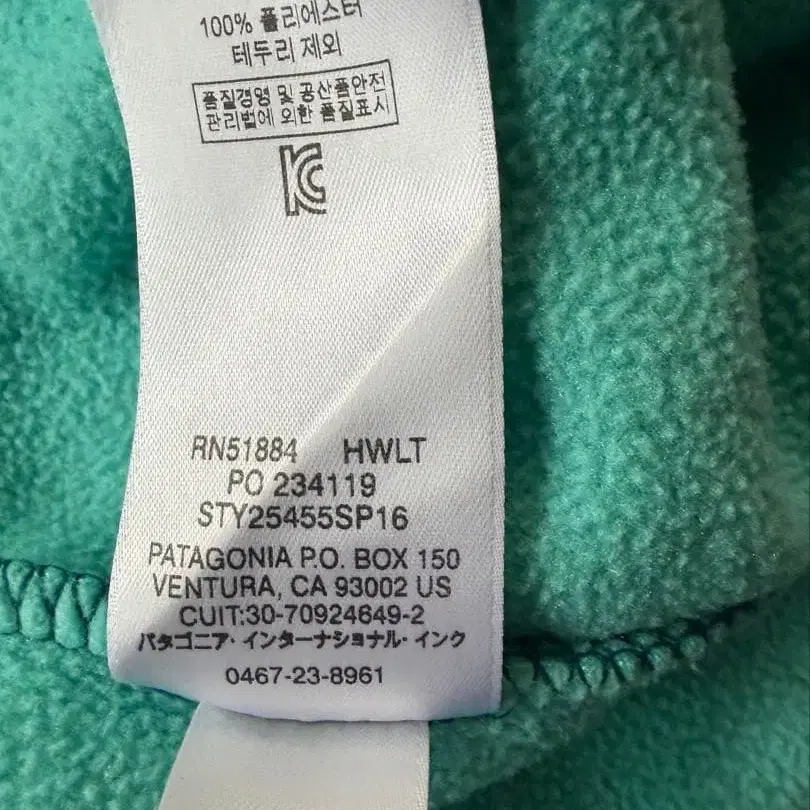 100% 폴리에스터
테두리 제외
품질경영 및 공산품안전
관리법에 의한 품질표시
KC
RN51884 HWLT
PO 234119
STY25455SP16
PATAGONIA P.O. BOX 150
VENTURA, CA 93002 US
CUIT:30-70924649-2
パタゴニア・インターナショナル・インク
0467-23-8961